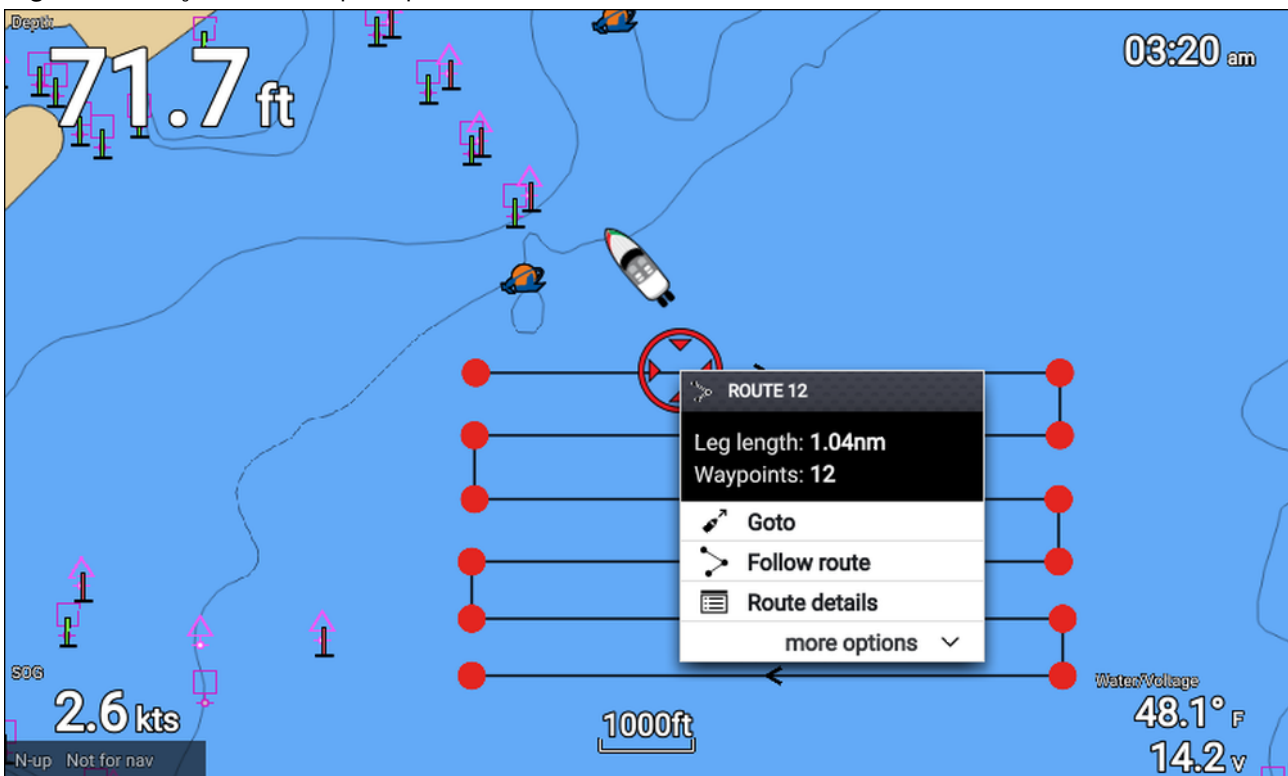 Depth
71.7 ft
03:20 am
ROUTE 12
Leg length: 1.04nm
Waypoints: 12
Goto
Follow route
Route details
more options
SOG
2.6 kts
N-up Not for nav
1000ft
Water/Voltage
48.1° F
14.2 v